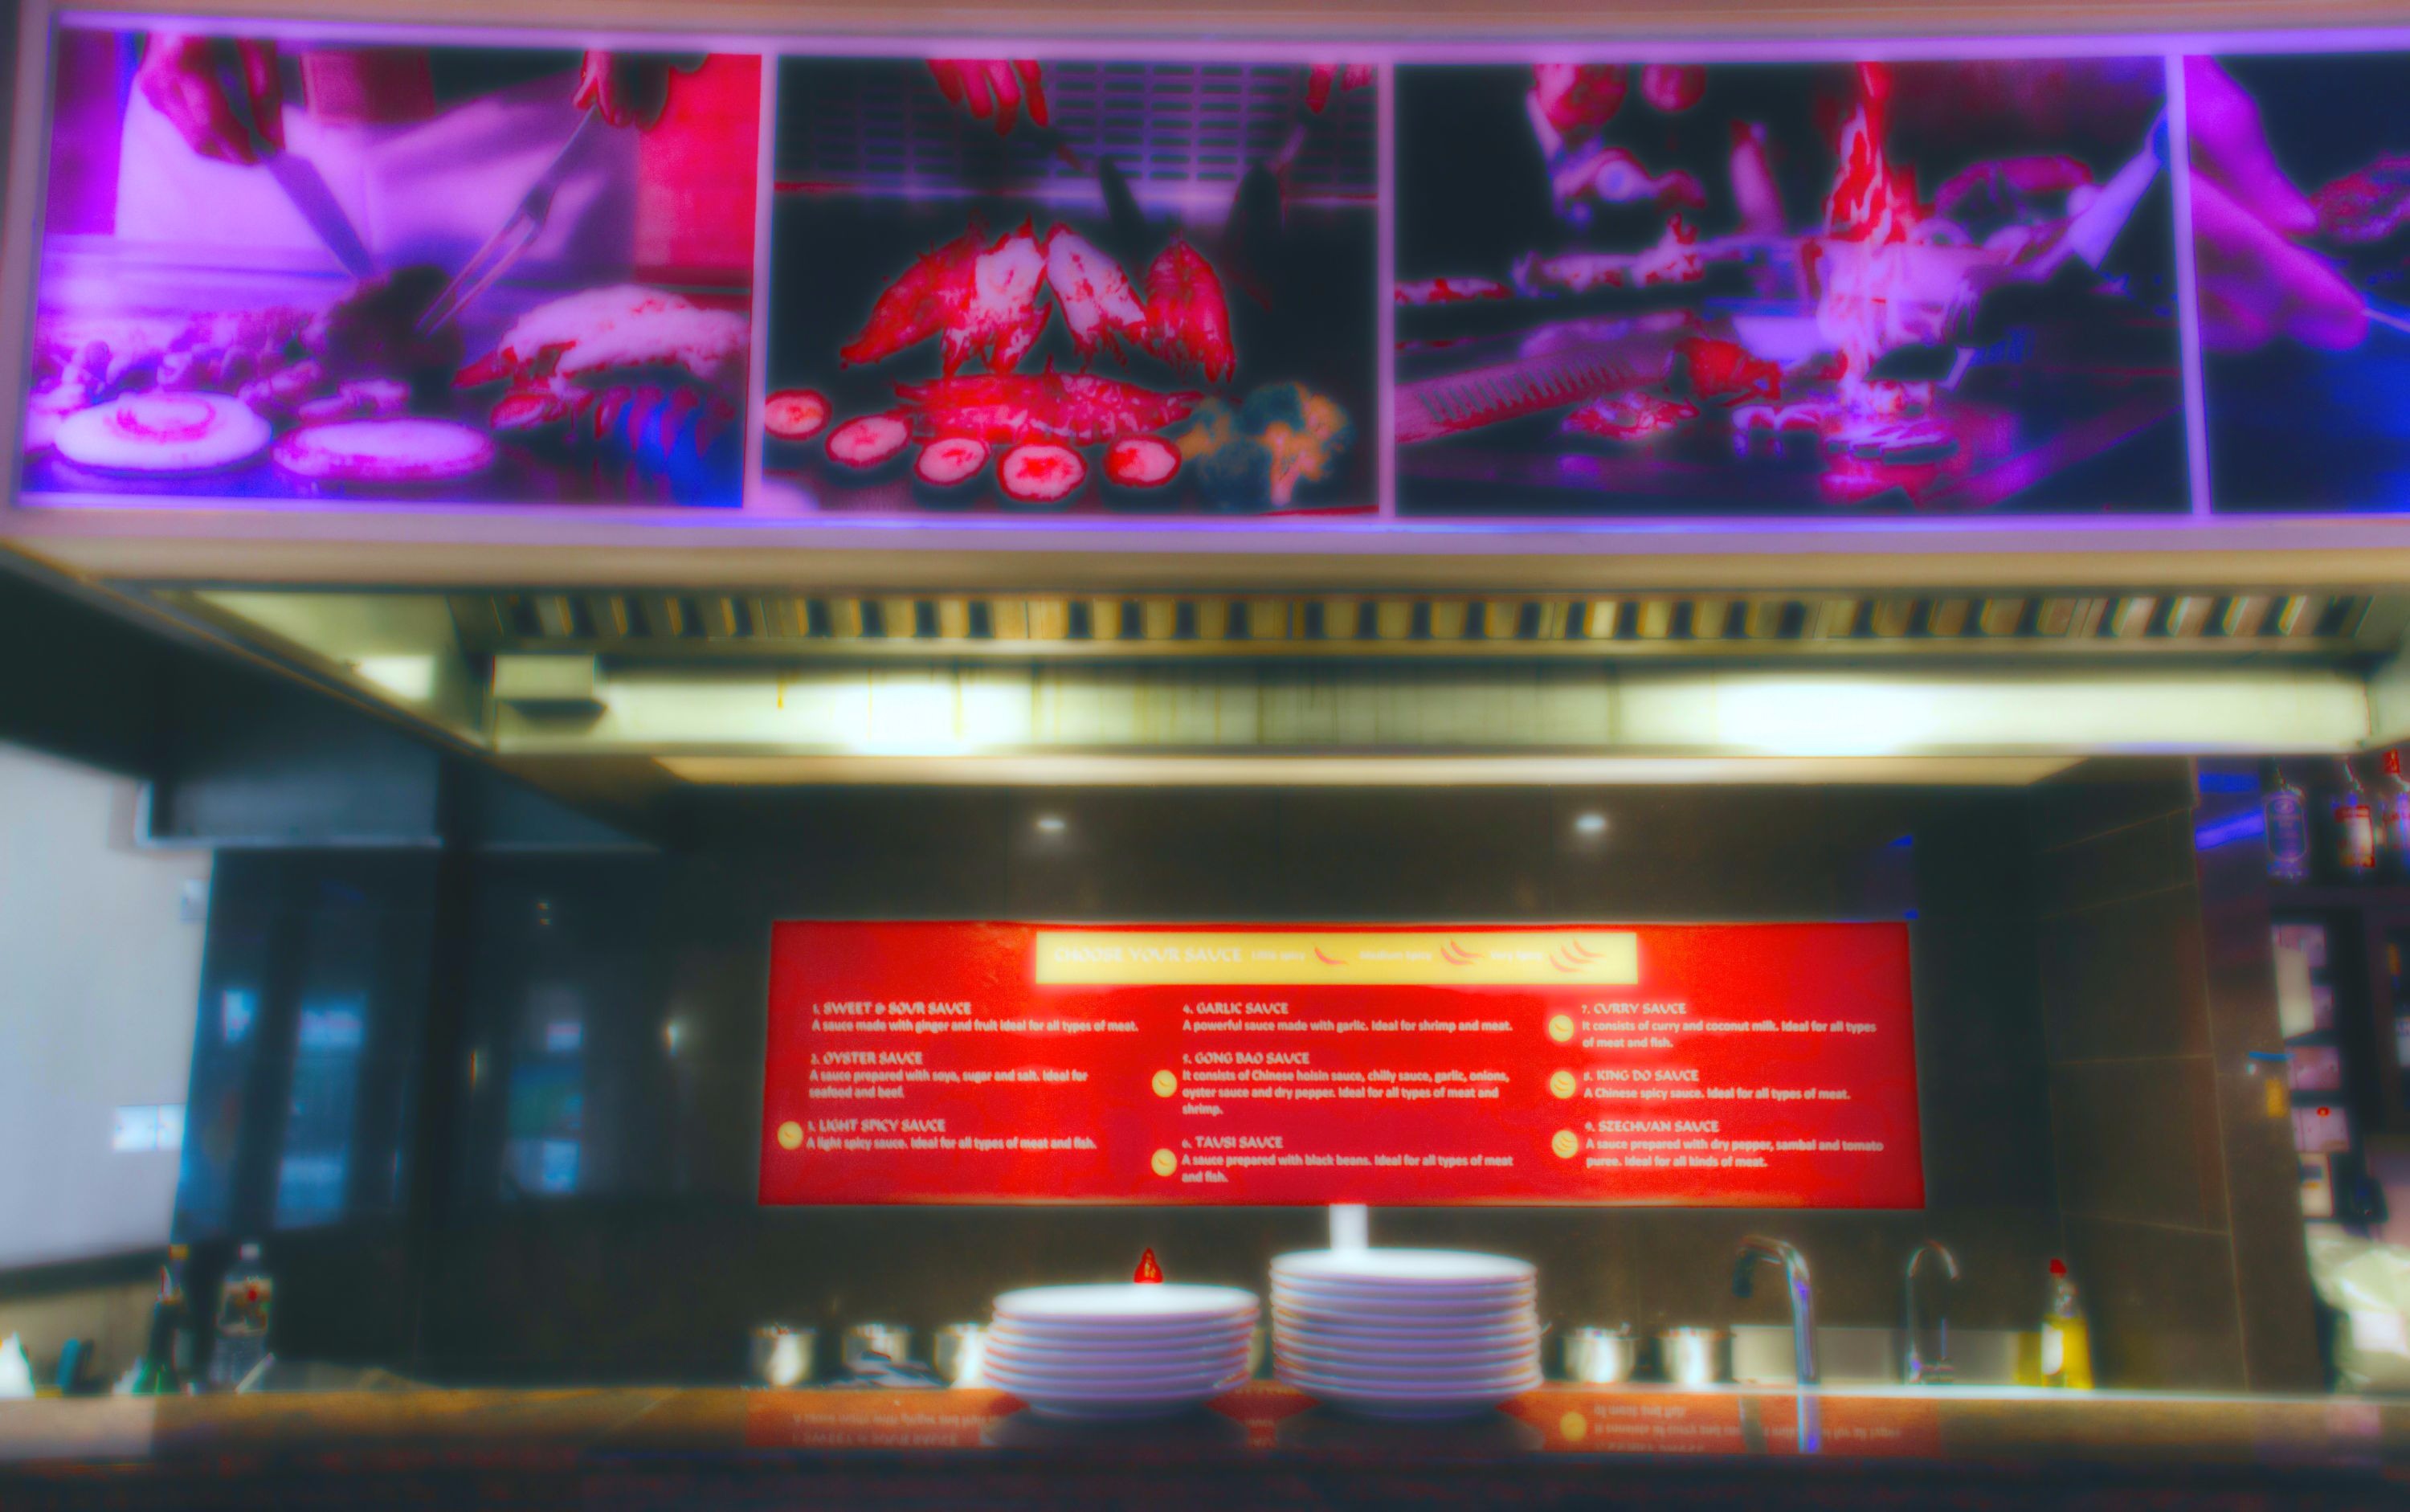 CHOOSE YOUR SAUCE
1. SWEET & SOUR SAUCE
A sauce made with ginger and fruit ideal for all types of meat.
2. OYSTER SAUCE
A sauce prepared with soya, sugar and salt. Ideal for
seafood and beef.
3. LIGHT SPICY SAUCE
A light spicy sauce. Ideal for all types of meat and fish.
4. GARLIC SAUCE
A powerful sauce made with garlic. Ideal for shrimp and meat.
5. GONG BAO SAUCE
It consists of Chinese hoisin sauce, chilly sauce, garlic, onions,
oyster sauce and dry pepper. Ideal for all types of meat and
shrimp.
6. TAUSI SAUCE
A sauce prepared with black beans. Ideal for all types of meat
and fish.
7. CURRY SAUCE
It consists of curry and coconut milk. Ideal for all types
of meat and fish.
8. KING DO SAUCE
A Chinese spicy sauce. Ideal for all types of meat.
9. SZECHUAN SAUCE
A sauce prepared with dry pepper, sambal and tomato
puree. Ideal for all kinds of meat.